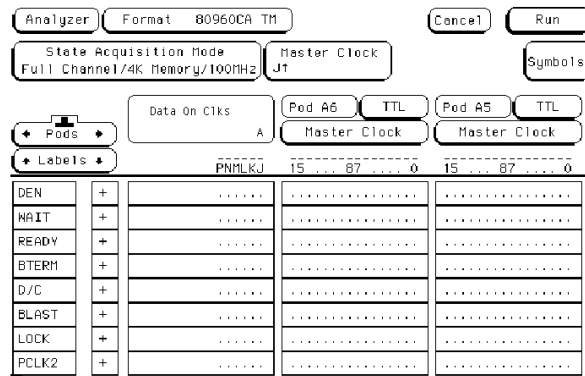 Analyzer Format 80960CA TM Cancel Run
State Acquisition Mode
Full Channel/4K Memory/100MHz
Master Clock
J↑
Symbols
Data On Clks
A
Pod A6 TTL Pod A5 TTL
← Pods →
Master Clock Master Clock
↑ Labels ↓
PNMLKJ 15 ... 87 .... 0 15 ... 87 .... 0
DEN + ...... ................ ................
WAIT + ...... ................ ................
READY + ...... ................ ................
BTERM + ...... ................ ................
D/C + ...... ................ ................
BLAST + ...... ................ ................
LOCK + ...... ................ ................
PCLK2 + ...... ................ ................